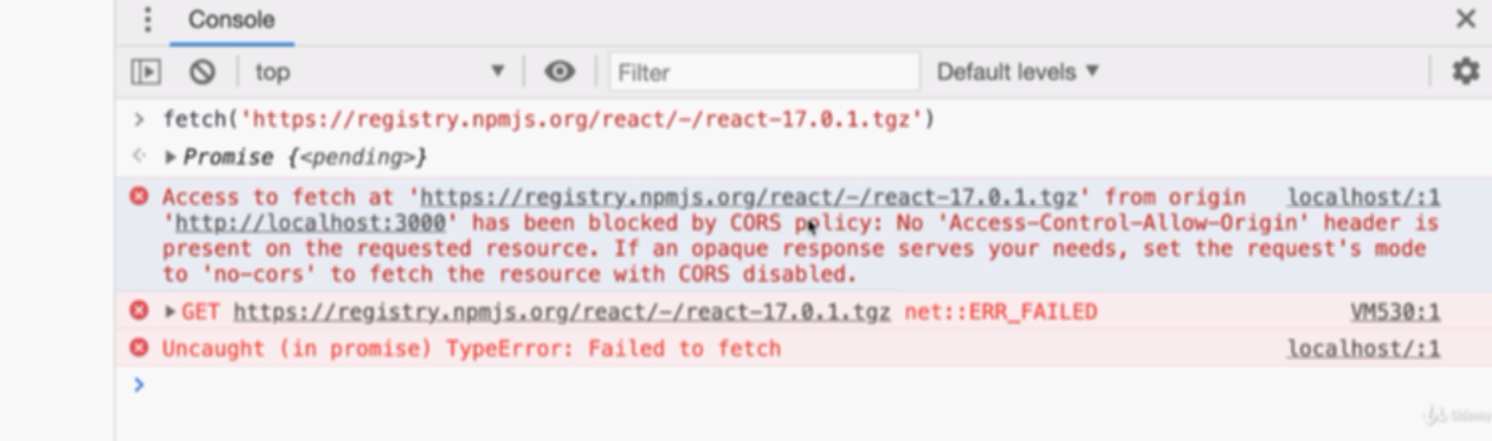 Console
top
Filter
Default levels
fetch('https://registry.npmjs.org/react/-/react-17.0.1.tgz')
Promise {<pending>}
Access to fetch at 'https://registry.npmjs.org/react/-/react-17.0.1.tgz' from origin localhost/:1
'http://localhost:3000' has been blocked by CORS policy: No 'Access-Control-Allow-Origin' header is
present on the requested resource. If an opaque response serves your needs, set the request's mode
to 'no-cors' to fetch the resource with CORS disabled.
GET https://registry.npmjs.org/react/-/react-17.0.1.tgz net::ERR_FAILED VM530:1
Uncaught (in promise) TypeError: Failed to fetch localhost/:1